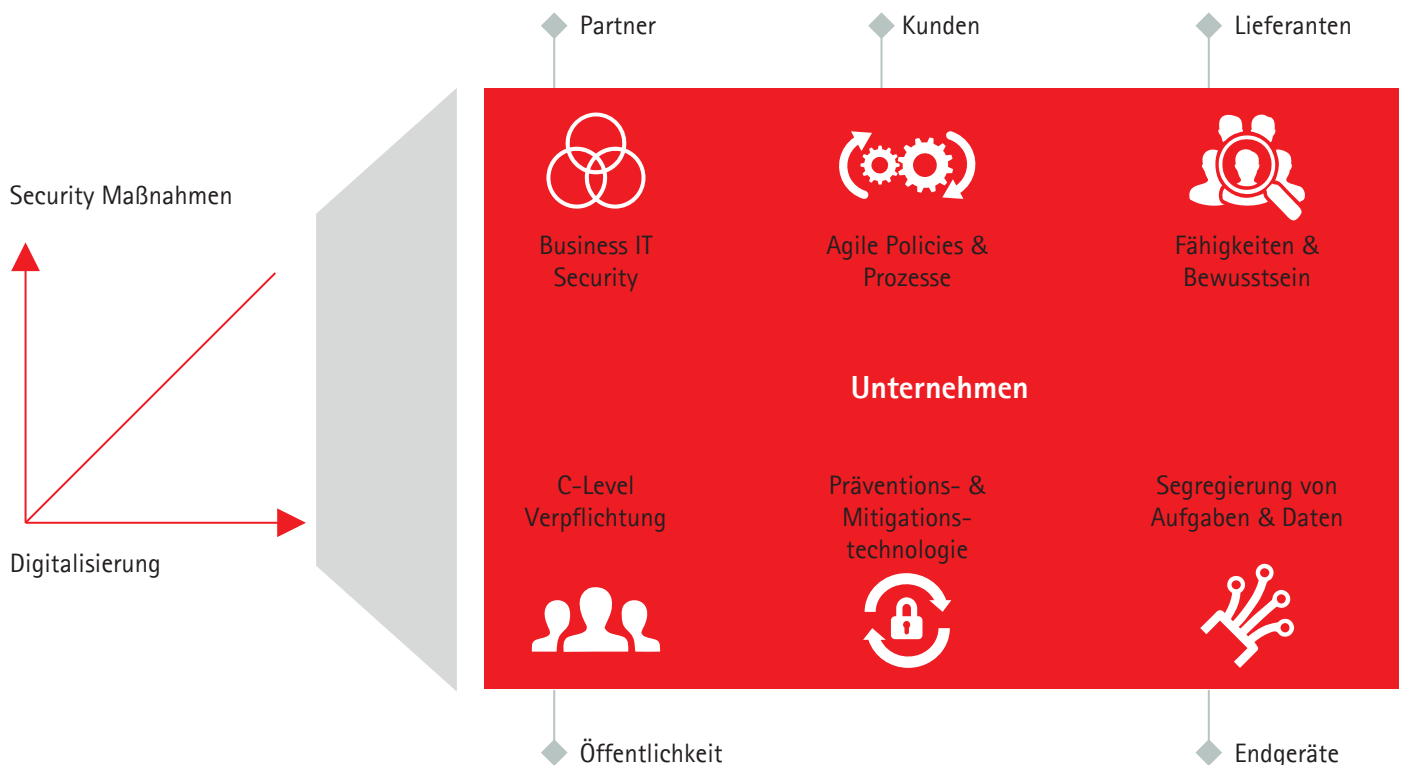 Partner
Kunden
Lieferanten
Security Maßnahmen
Digitalisierung
Business IT
Security
Agile Policies &
Prozesse
Fähigkeiten &
Bewusstsein
Unternehmen
C-Level
Verpflichtung
Präventions- &
Mitigations-
technologie
Segregierung von
Aufgaben & Daten
Öffentlichkeit
Endgeräte